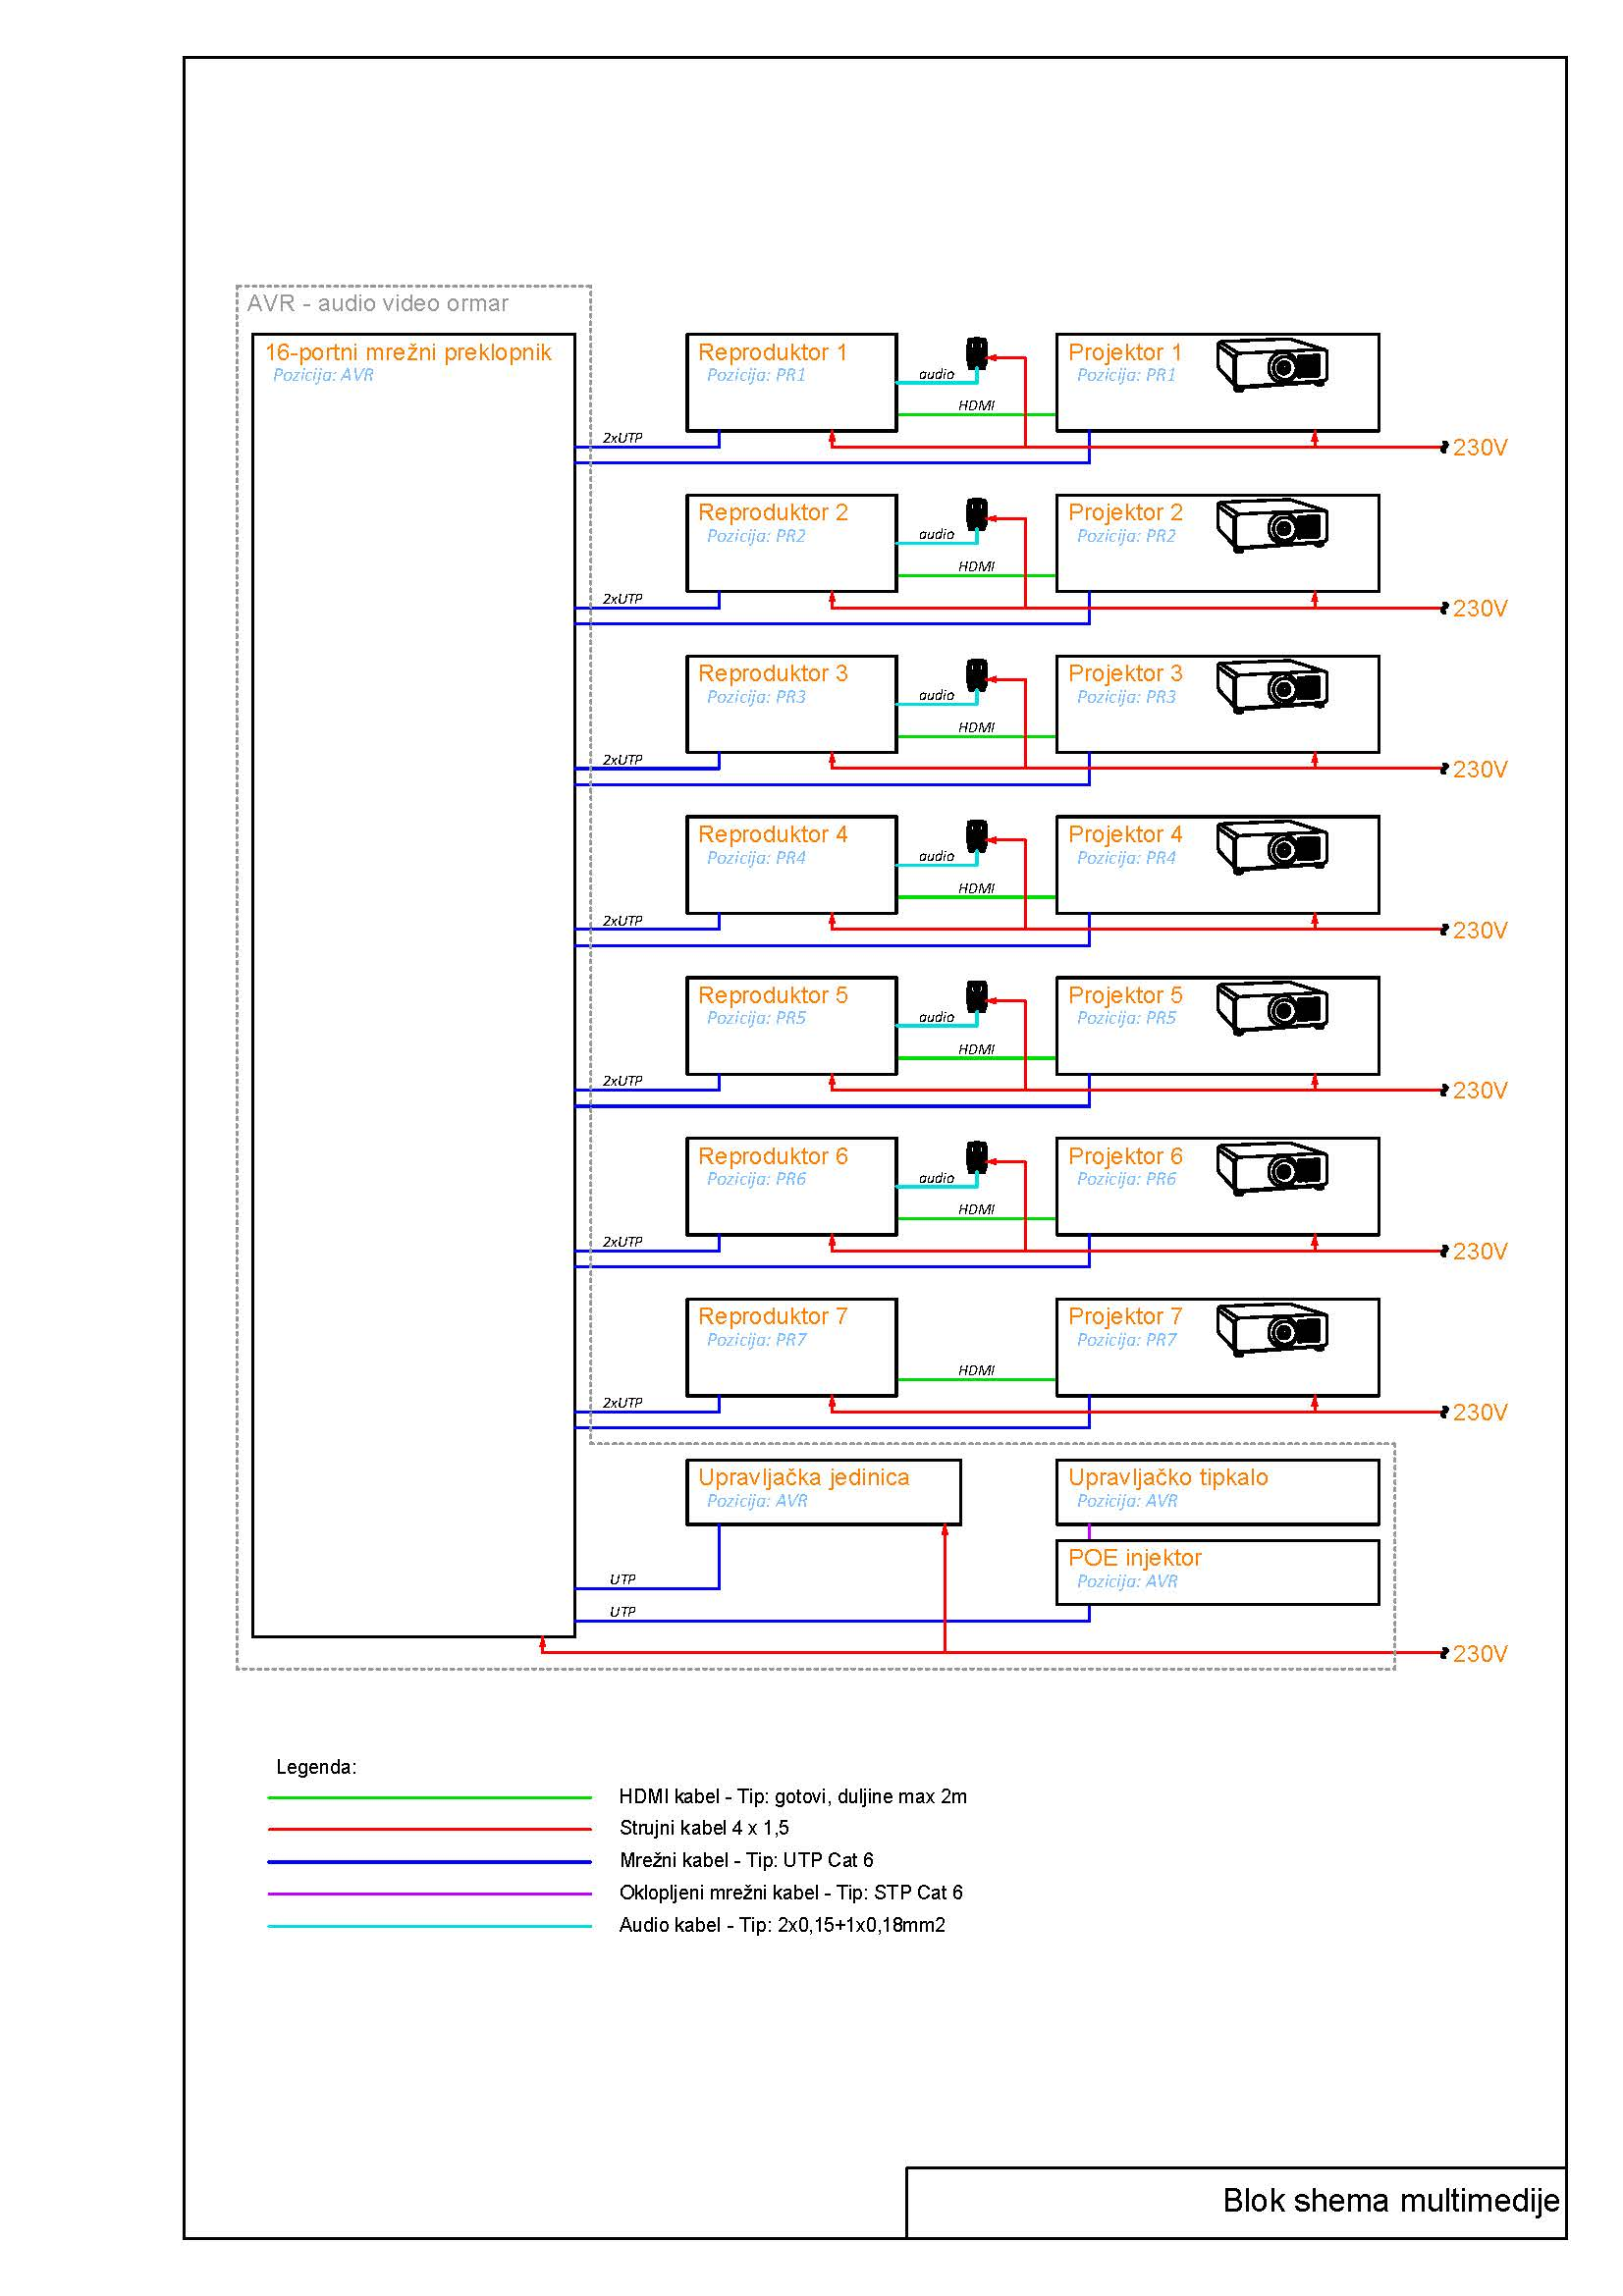 AVR - audio video ormar
16-portni mrežni preklopnik
Pozicija: AVR
Reproduktor 1
Pozicija: PR1
audio
HDMI
Projektor 1
Pozicija: PR1
2xUTP
230V
Reproduktor 2
Pozicija: PR2
audio
HDMI
Projektor 2
Pozicija: PR2
2xUTP
230V
Reproduktor 3
Pozicija: PR3
audio
HDMI
Projektor 3
Pozicija: PR3
2xUTP
230V
Reproduktor 4
Pozicija: PR4
audio
HDMI
Projektor 4
Pozicija: PR4
2xUTP
230V
Reproduktor 5
Pozicija: PR5
audio
HDMI
Projektor 5
Pozicija: PR5
2xUTP
230V
Reproduktor 6
Pozicija: PR6
audio
HDMI
Projektor 6
Pozicija: PR6
2xUTP
230V
Reproduktor 7
Pozicija: PR7
HDMI
Projektor 7
Pozicija: PR7
2xUTP
230V
Upravljačka jedinica
Pozicija: AVR
Upravljačko tipkalo
Pozicija: AVR
POE injektor
Pozicija: AVR
UTP
UTP
230V
Legenda:
HDMI kabel - Tip: gotovi, duljine max 2m
Strujni kabel 4 x 1,5
Mrežni kabel - Tip: UTP Cat 6
Oklopljeni mrežni kabel - Tip: STP Cat 6
Audio kabel - Tip: 2x0,15+1x0,18mm2
Blok shema multimedije